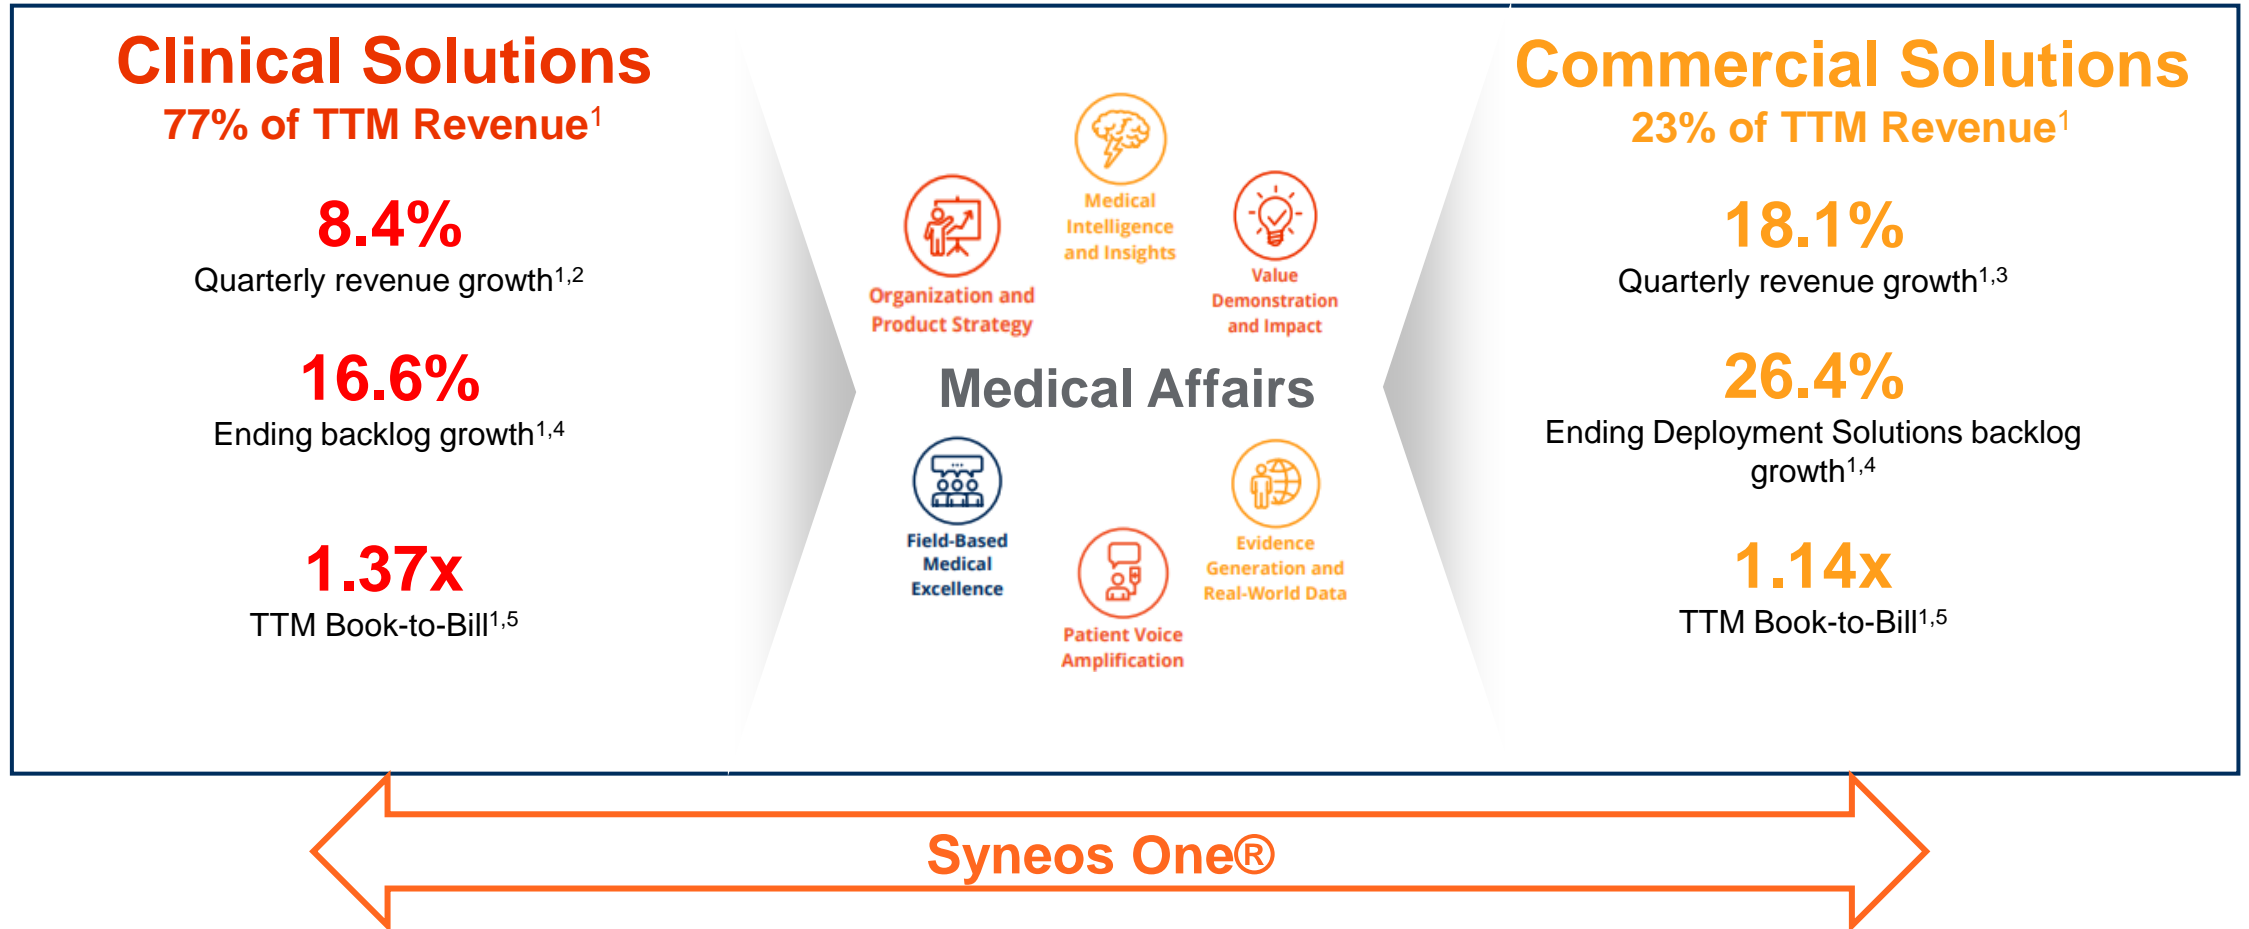 Clinical Solutions
77% of TTM Revenue1
8.4%
Quarterly revenue growth1,2
16.6%
Ending backlog growth1,4
1.37x
TTM Book-to-Bill1,5
Medical
Intelligence
and Insights
Organization and
Product Strategy
Value
Demonstration
and Impact
Medical Affairs
Field-Based
Medical
Excellence
Evidence
Generation and
Real-World Data
Patient Voice
Amplification
Commercial Solutions
23% of TTM Revenue1
18.1%
Quarterly revenue growth1,3
26.4%
Ending Deployment Solutions backlog
growth1,4
1.14x
TTM Book-to-Bill1,5
Syneos One®